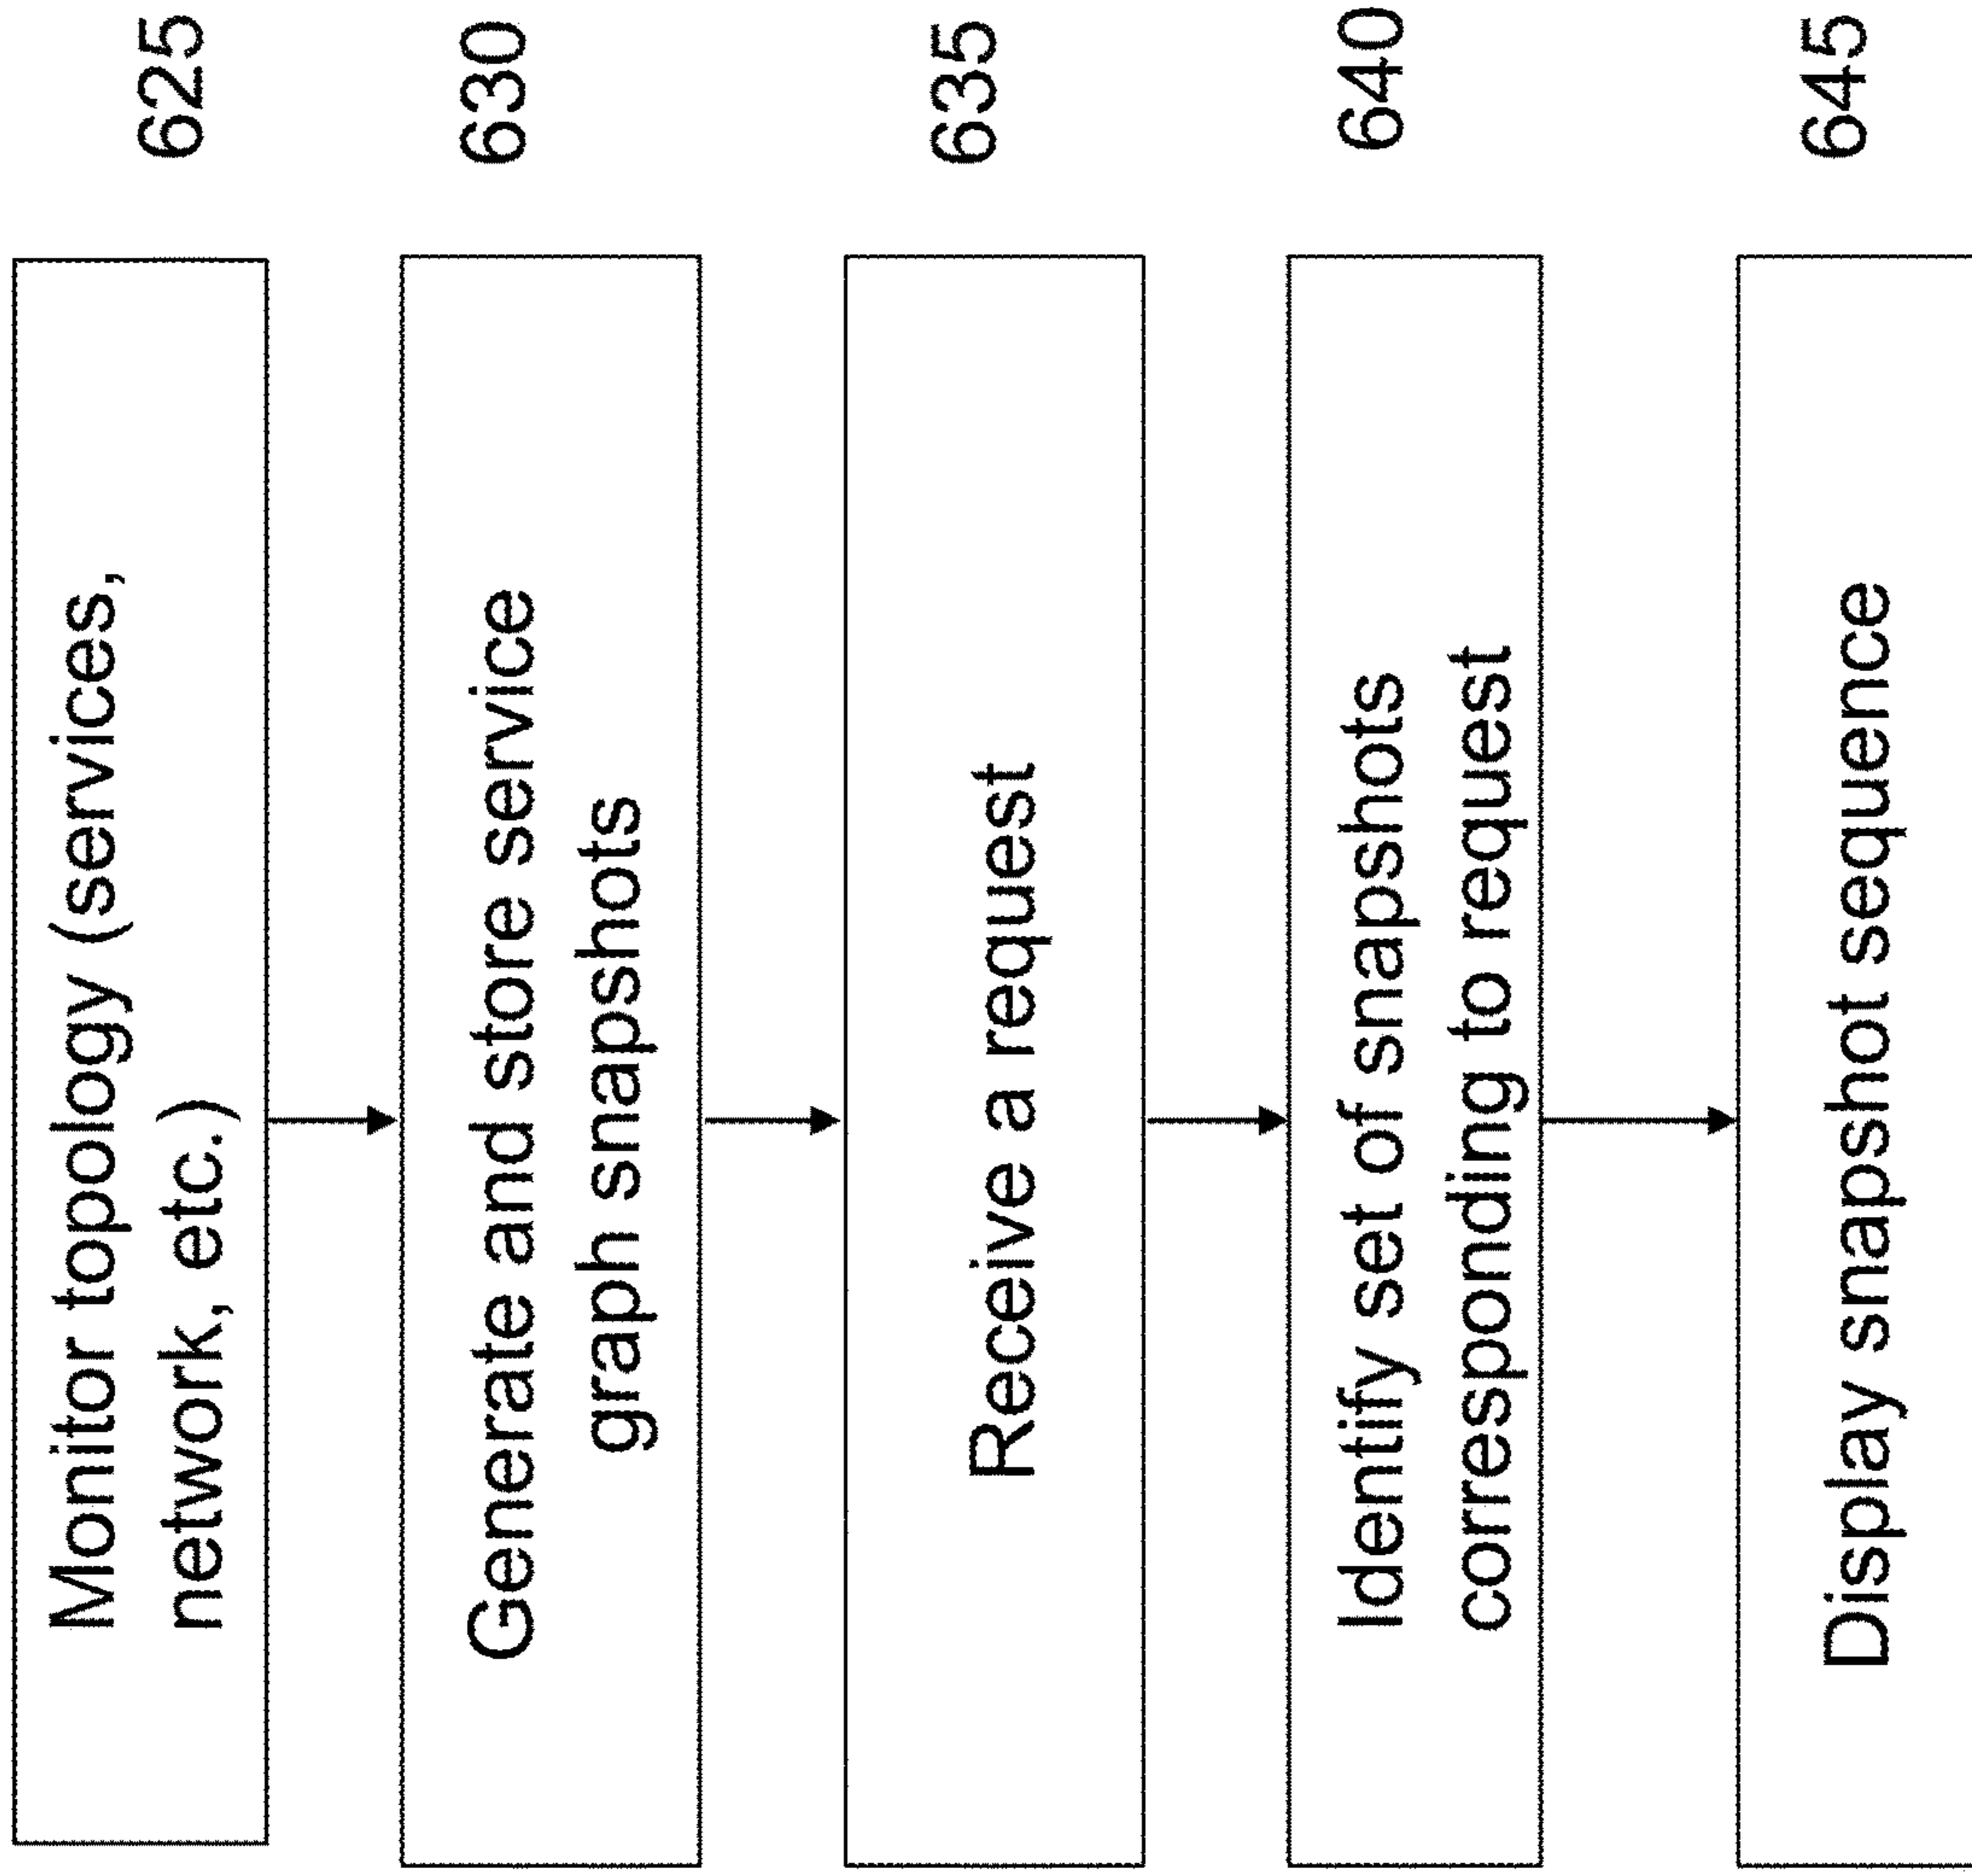 Monitor topology (services,
network, etc.)
625
Generate and store service
graph snapshots
630
Receive a request
635
Identify set of snapshots
corresponding to request
640
Display snapshot sequence
645